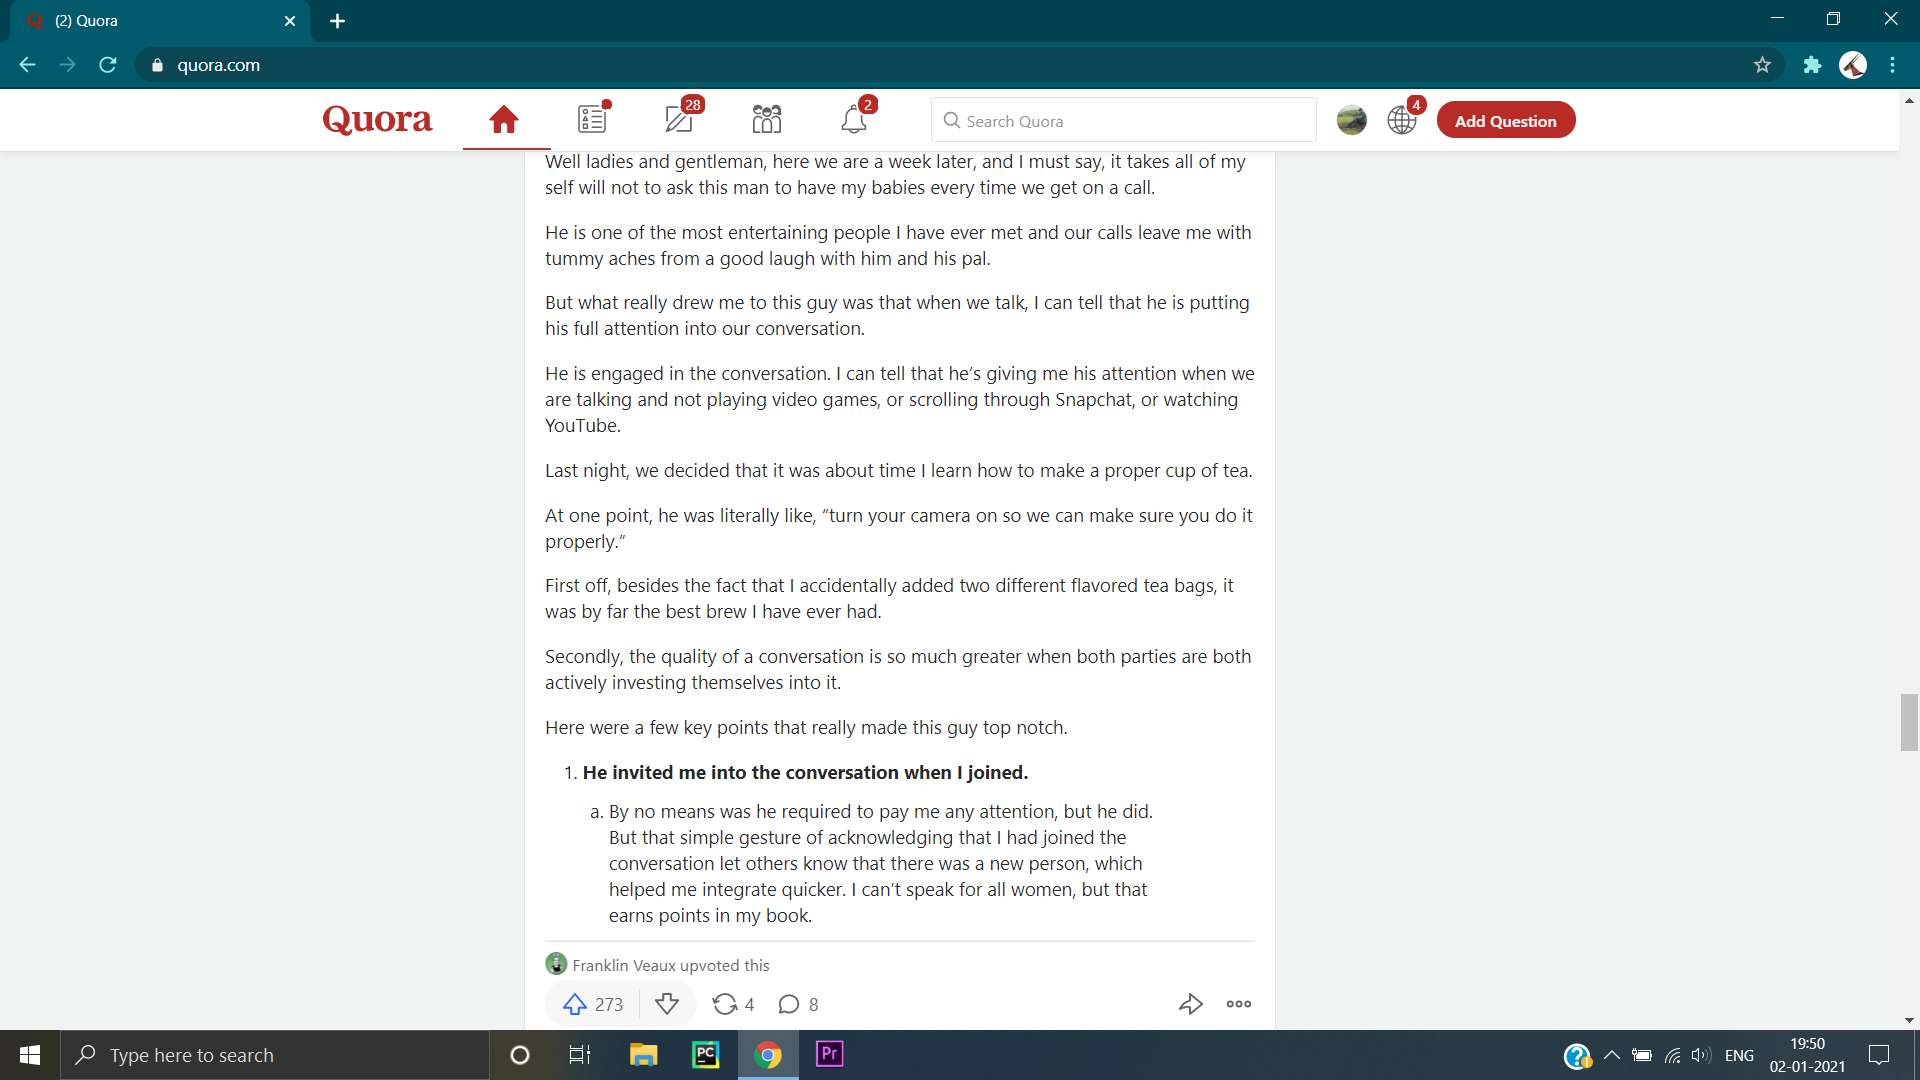 (2) Quora
quora.com
Quora
28
2
Search Quora
4
Add Question
Well ladies and gentleman, here we are a week later, and I must say, it takes all of my
self will not to ask this man to have my babies every time we get on a call.
He is one of the most entertaining people I have ever met and our calls leave me with
tummy aches from a good laugh with him and his pal.
But what really drew me to this guy was that when we talk, I can tell that he is putting
his full attention into our conversation.
He is engaged in the conversation. I can tell that he’s giving me his attention when we
are talking and not playing video games, or scrolling through Snapchat, or watching
YouTube.
Last night, we decided that it was about time I learn how to make a proper cup of tea.
At one point, he was literally like, “turn your camera on so we can make sure you do it
properly.”
First off, besides the fact that I accidentally added two different flavored tea bags, it
was by far the best brew I have ever had.
Secondly, the quality of a conversation is so much greater when both parties are both
actively investing themselves into it.
Here were a few key points that really made this guy top notch.
1. He invited me into the conversation when I joined.
a. By no means was he required to pay me any attention, but he did.
But that simple gesture of acknowledging that I had joined the
conversation let others know that there was a new person, which
helped me integrate quicker. I can’t speak for all women, but that
earns points in my book.
Franklin Veaux upvoted this
273
4
8
Type here to search
PC
Pr
ENG
19:50
02-01-2021